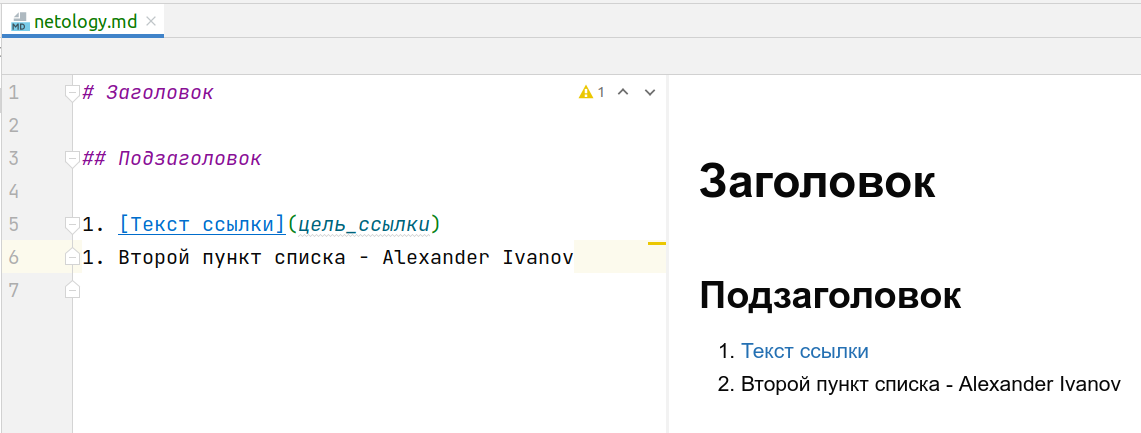 MD netology.md
1 # Заголовок 1
2
3 ## Подзаголовок
4
5 1. [Текст ссылки](цель_ссылки)
6 1. Второй пункт списка - Alexander Ivanov
7
Заголовок
Подзаголовок
1. Текст ссылки
2. Второй пункт списка - Alexander Ivanov